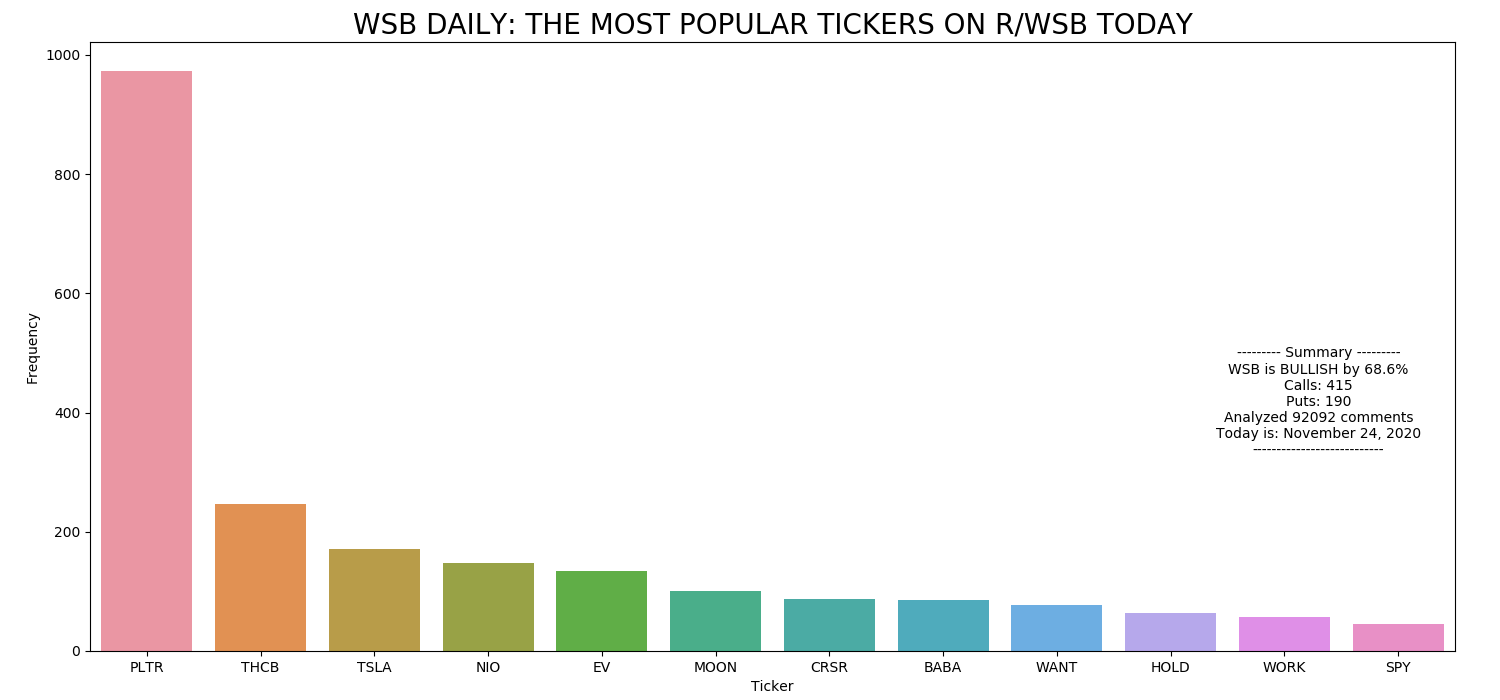 WSB DAILY: THE MOST POPULAR TICKERS ON R/WSB TODAY
1000
800
600
400
200
0
Frequency
--------- Summary ---------
WSB is BULLISH by 68.6%
Calls: 415
Puts: 190
Analyzed 92092 comments
Today is: November 24, 2020
---------------------------
PLTR THCB TSLA NIO EV MOON CRSR BABA WANT HOLD WORK SPY
Ticker